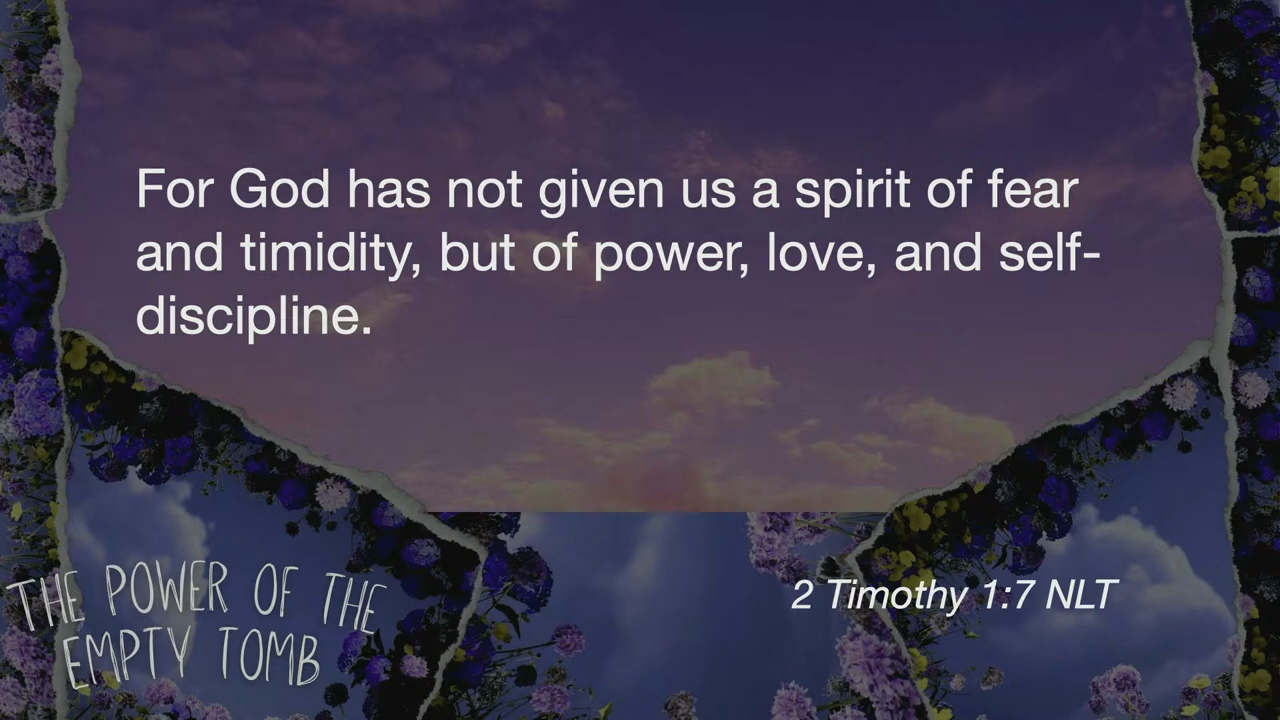 For God has not given us a spirit of fear
and timidity, but of power, love, and self-
discipline.
THE POWER OF THE
EMPTY TOMB
2 Timothy 1:7 NLT